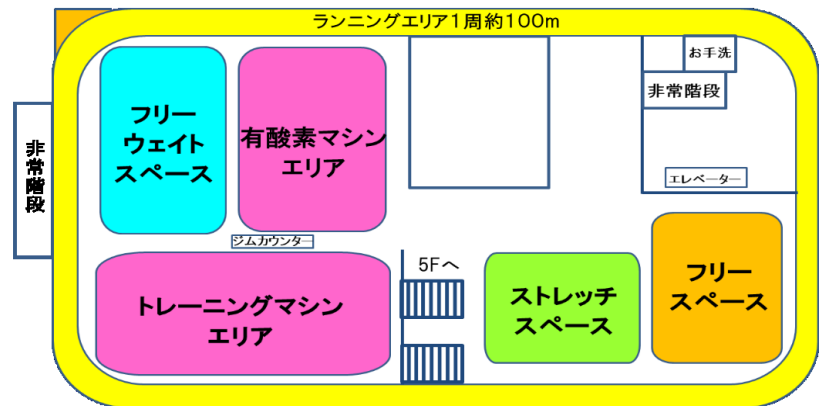 ランニングエリア1周約100m
お手洗
非常階段
フリー
ウェイト
スペース
有酸素マシン
エリア
非常階段
エレベーター
ジムカウンター
5Fへ
トレーニングマシン
エリア
ストレッチ
スペース
フリー
スペース